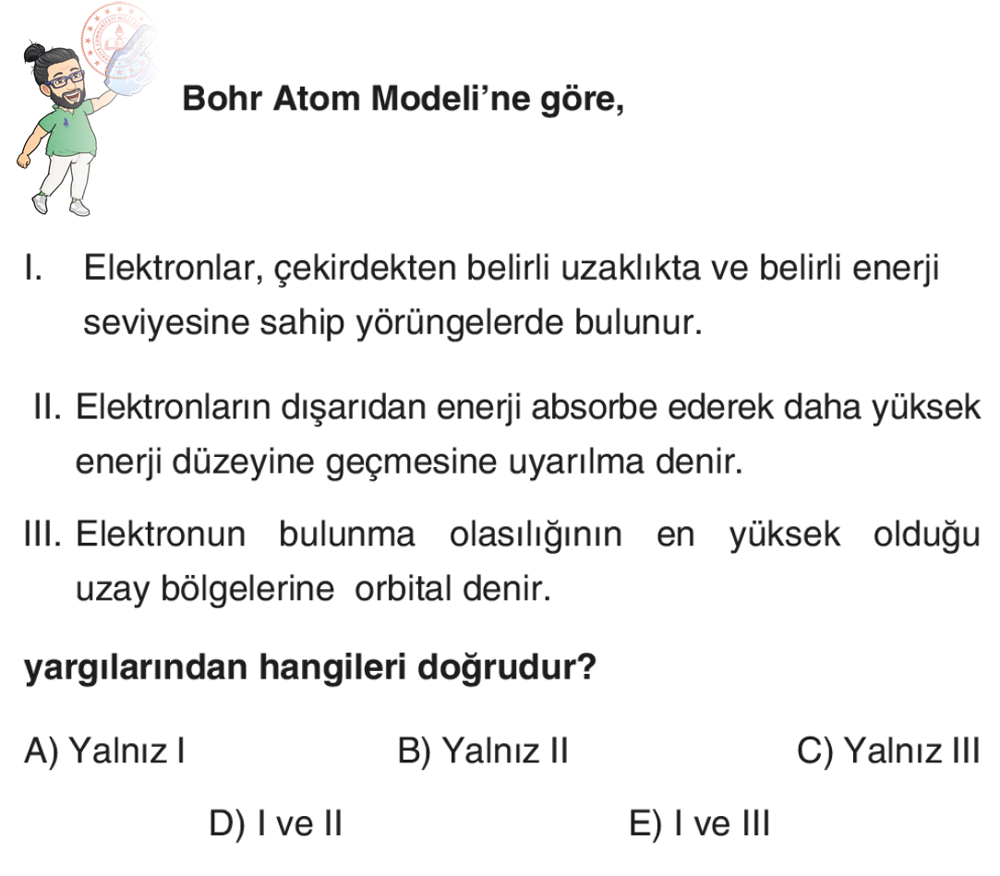 Bohr Atom Modeli’ne göre,
I. Elektronlar, çekirdekten belirli uzaklıkta ve belirli enerji
seviyesine sahip yörüngelerde bulunur.
II. Elektronların dışarıdan enerji absorbe ederek daha yüksek
enerji düzeyine geçmesine uyarılma denir.
III. Elektronun bulunma olasılığının en yüksek olduğu
uzay bölgelerine orbital denir.
yargılarından hangileri doğrudur?
A) Yalnız I B) Yalnız II C) Yalnız III
D) I ve II E) I ve III